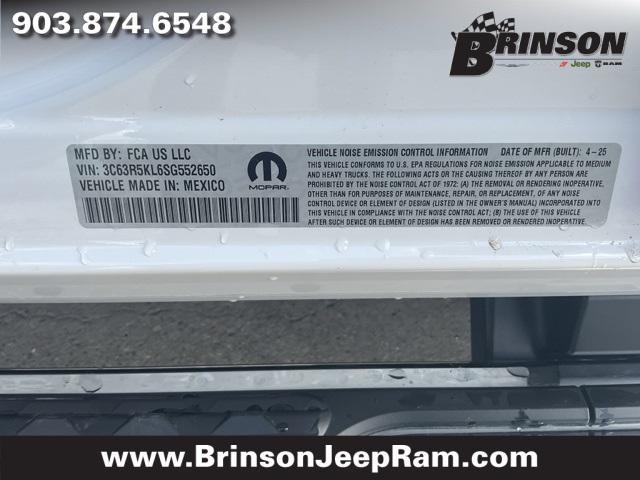 903.874.6548
BRINSON
Jeep RAM
MFD BY: FCA US LLC
VIN: 3C63R5KL6SG552650
VEHICLE MADE IN: MEXICO
MOPAR
VEHICLE NOISE EMISSION CONTROL INFORMATION DATE OF MFR (BUILT): 4-25
THIS VEHICLE CONFORMS TO U.S. EPA REGULATIONS FOR NOISE EMISSION APPLICABLE TO MEDIUM
AND HEAVY TRUCKS. THE FOLLOWING ACTS OR THE CAUSING THEREOF BY ANY PERSON ARE
PROHIBITED BY THE NOISE CONTROL ACT OF 1972: (A) THE REMOVAL OR RENDERING INOPERATIVE,
OTHER THAN FOR PURPOSES OF MAINTENANCE, REPAIR, OR REPLACEMENT, OF ANY NOISE
CONTROL DEVICE OR ELEMENT OF DESIGN (LISTED IN THE OWNER'S MANUAL) INCORPORATED INTO
THIS VEHICLE IN COMPLIANCE WITH THE NOISE CONTROL ACT; (B) THE USE OF THIS VEHICLE
AFTER SUCH DEVICE OR ELEMENT OF DESIGN HAS BEEN REMOVED OR RENDERED INOPERATIVE.
www.BrinsonJeepRam.com